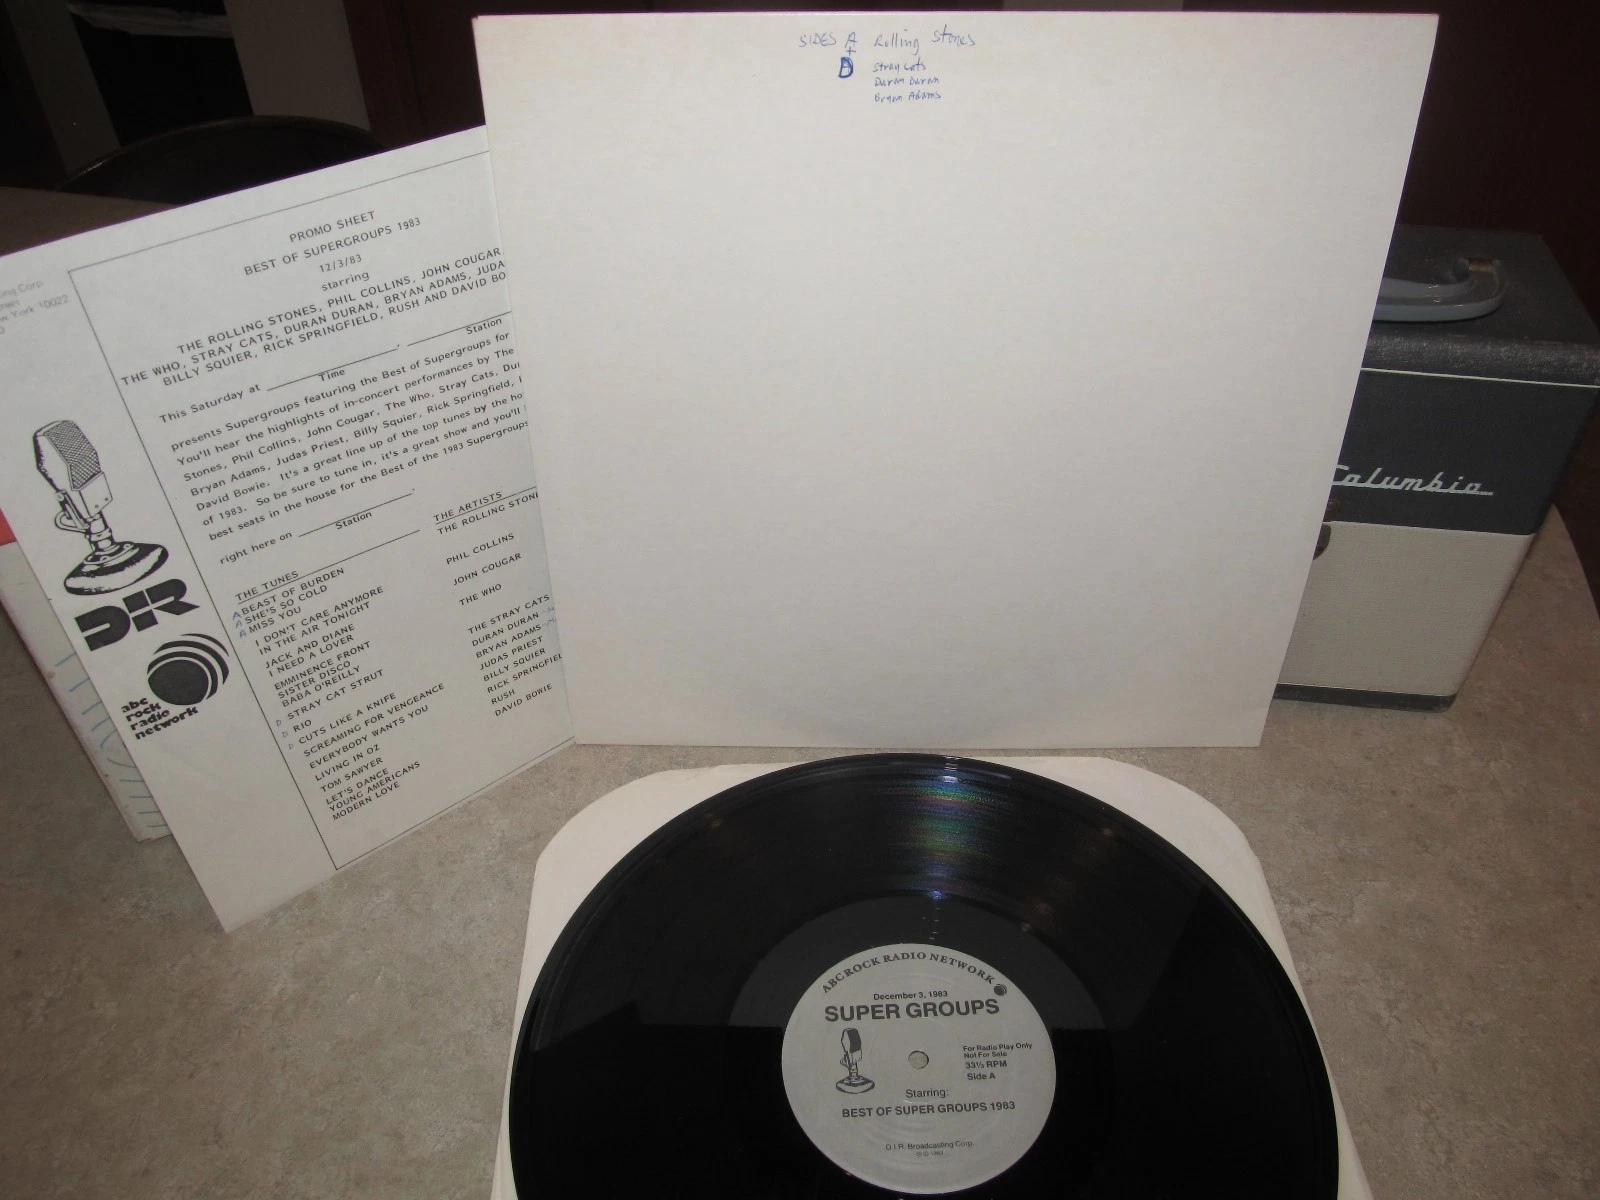 SIDES A Rolling Stones
+
D Stray Cats
Duran Duran
Bryan Adams
ing Corp
reet
w York 10022
PROMO SHEET
BEST OF SUPERGROUPS 1983
12/3/83
starring
THE ROLLING STONES, PHIL COLLINS, JOHN COUGAR
THE WHO, STRAY CATS, DURAN DURAN, BRYAN ADAMS, JUDA
BILLY SQUIER, RICK SPRINGFIELD, RUSH AND DAVID BO
This Saturday at ,
Time Station
presents Supergroups featuring the Best of Supergroups for
You'll hear the highlights of in-concert performances by The
Stones, Phil Collins, John Cougar, The Who, Stray Cats, Dur
Bryan Adams, Judas Priest, Billy Squier, Rick Springfield,
David Bowie. It's a great line up of the top tunes by the ho
of 1983. So be sure to tune in, it's a great show and you'll
best seats in the house for the Best of the 1983 Supergroups
right here on .
Station
THE TUNES THE ARTISTS
A BEAST OF BURDEN THE ROLLING STONE
A SHE'S SO COLD
A MISS YOU
I DON'T CARE ANYMORE PHIL COLLINS
IN THE AIR TONIGHT
JACK AND DIANE JOHN COUGAR
I NEED A LOVER
EMMINENCE FRONT THE WHO
SISTER DISCO
BABA O'REILLY
D STRAY CAT STRUT THE STRAY CATS
D RIO DURAN DURAN
D CUTS LIKE A KNIFE BRYAN ADAMS
SCREAMING FOR VENGEANCE JUDAS PRIEST
EVERYBODY WANTS YOU BILLY SQUIER
LIVING IN OZ RICK SPRINGFIEL
TOM SAWYER RUSH
LET'S DANCE DAVID BOWIE
YOUNG AMERICANS
MODERN LOVE
DIR
abc
rock
radio
network
Columbia
ABC ROCK RADIO NETWORK
December 3, 1983
SUPER GROUPS
For Radio Play Only
Not For Sale
33⅓ RPM
Side A
Starring:
BEST OF SUPER GROUPS 1983
D.I.R. Broadcasting Corp.
℗ © 1983